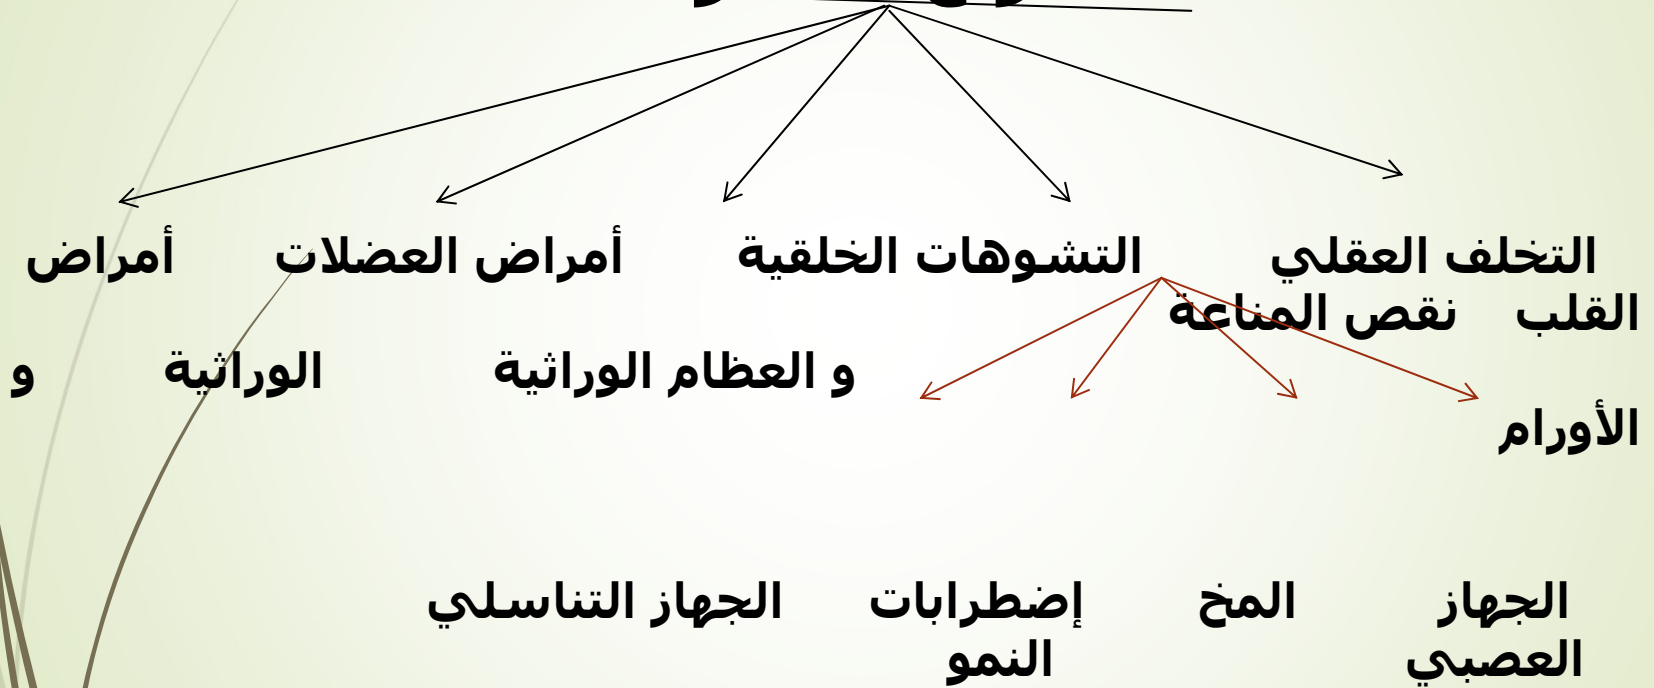 التخلف العقلي التشوهات الخلقية أمراض العضلات أمراض
القلب نقص المناعة
و العظام الوراثية الوراثية و
الأورام
الجهاز المخ إضطرابات الجهاز التناسلي
العصبي النمو